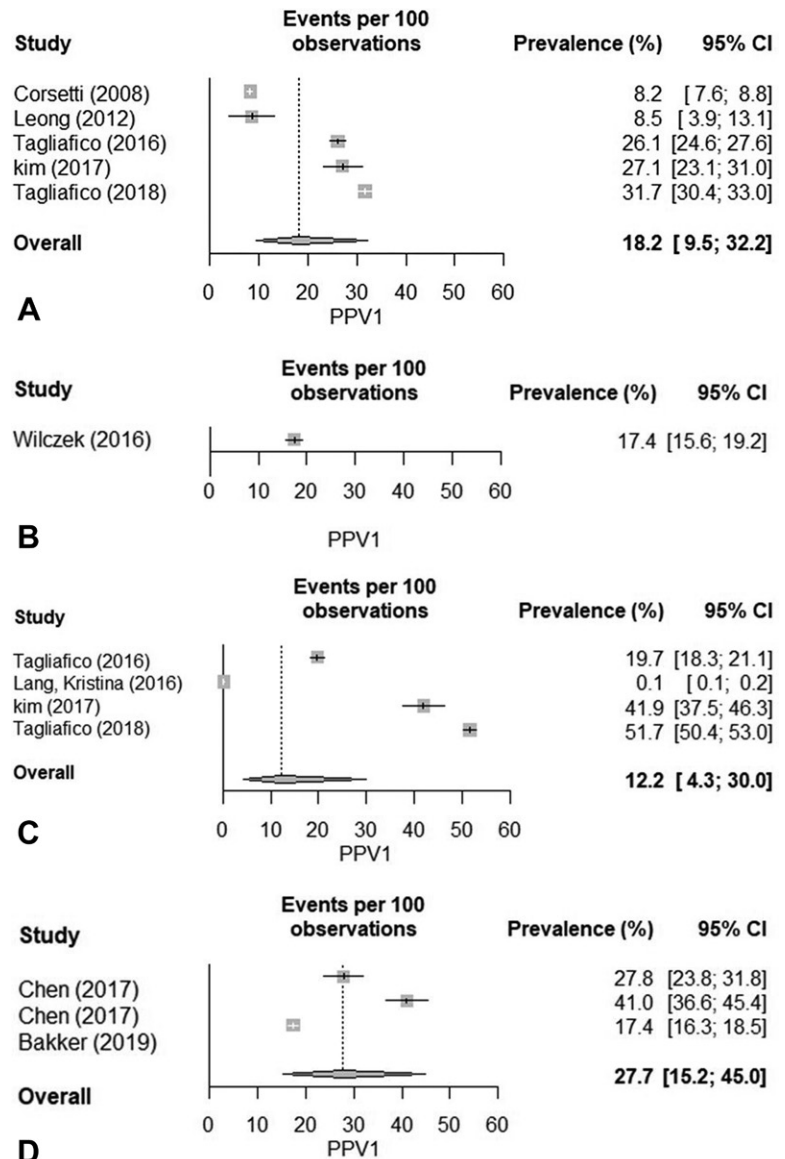 Events per 100
Study observations Prevalence (%) 95% CI
Corsetti (2008) 8.2 [ 7.6; 8.8]
Leong (2012) 8.5 [ 3.9; 13.1]
Tagliafico (2016) 26.1 [24.6; 27.6]
kim (2017) 27.1 [23.1; 31.0]
Tagliafico (2018) 31.7 [30.4; 33.0]
Overall 18.2 [ 9.5; 32.2]
0 10 20 30 40 50 60
A PPV1
Events per 100
Study observations Prevalence (%) 95% CI
Wilczek (2016) 17.4 [15.6; 19.2]
0 10 20 30 40 50 60
B PPV1
Events per 100
Study observations Prevalence (%) 95% CI
Tagliafico (2016) 19.7 [18.3; 21.1]
Lang, Kristina (2016) 0.1 [ 0.1; 0.2]
kim (2017) 41.9 [37.5; 46.3]
Tagliafico (2018) 51.7 [50.4; 53.0]
Overall 12.2 [ 4.3; 30.0]
0 10 20 30 40 50 60
C PPV1
Events per 100
Study observations Prevalence (%) 95% CI
Chen (2017) 27.8 [23.8; 31.8]
Chen (2017) 41.0 [36.6; 45.4]
Bakker (2019) 17.4 [16.3; 18.5]
Overall 27.7 [15.2; 45.0]
0 10 20 30 40 50 60
D PPV1